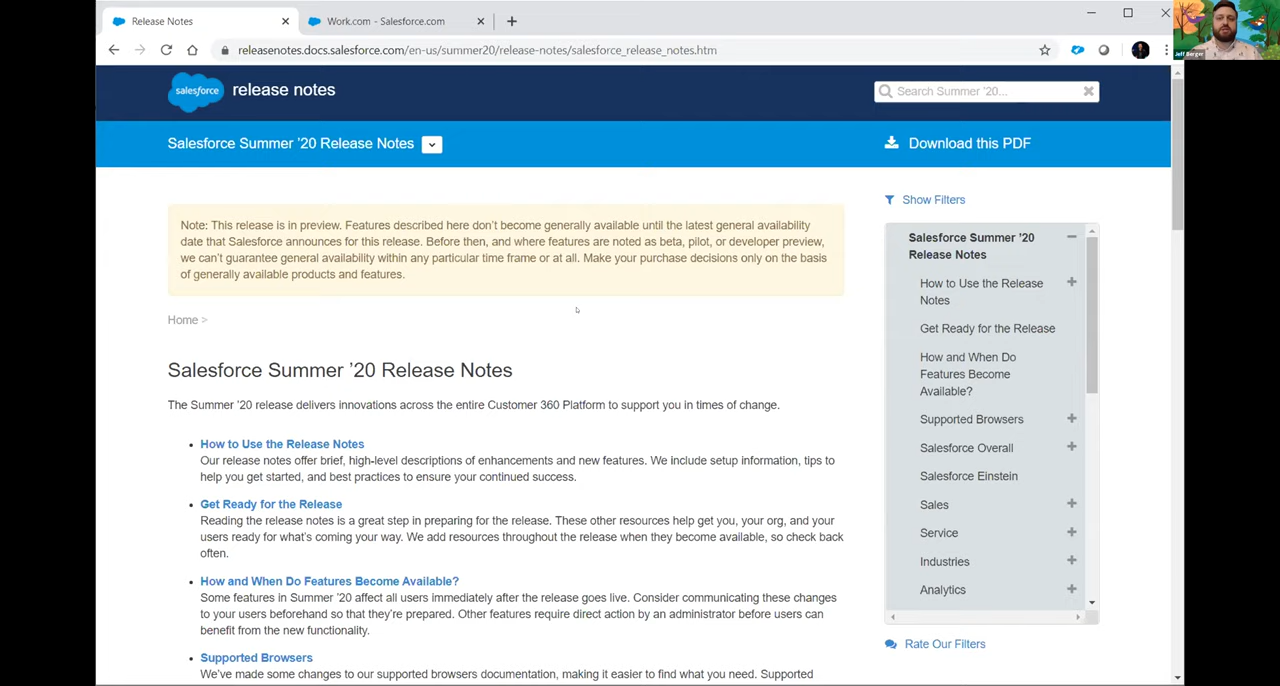 Release Notes
Work.com - Salesforce.com
releasenotes.docs.salesforce.com/en-us/summer20/release-notes/salesforce_release_notes.htm
Jeff Berger
salesforce
release notes
Search Summer '20...
Salesforce Summer '20 Release Notes
Download this PDF
Note: This release is in preview. Features described here don't become generally available until the latest general availability
date that Salesforce announces for this release. Before then, and where features are noted as beta, pilot, or developer preview,
we can't guarantee general availability within any particular time frame or at all. Make your purchase decisions only on the basis
of generally available products and features.
Home >
Salesforce Summer '20 Release Notes
The Summer '20 release delivers innovations across the entire Customer 360 Platform to support you in times of change.
How to Use the Release Notes
Our release notes offer brief, high-level descriptions of enhancements and new features. We include setup information, tips to
help you get started, and best practices to ensure your continued success.
Get Ready for the Release
Reading the release notes is a great step in preparing for the release. These other resources help get you, your org, and your
users ready for what's coming your way. We add resources throughout the release when they become available, so check back
often.
How and When Do Features Become Available?
Some features in Summer '20 affect all users immediately after the release goes live. Consider communicating these changes
to your users beforehand so that they're prepared. Other features require direct action by an administrator before users can
benefit from the new functionality.
Supported Browsers
We've made some changes to our supported browsers documentation, making it easier to find what you need. Supported
Show Filters
Salesforce Summer '20
Release Notes
How to Use the Release
Notes
Get Ready for the Release
How and When Do
Features Become
Available?
Supported Browsers
Salesforce Overall
Salesforce Einstein
Sales
Service
Industries
Analytics
Rate Our Filters